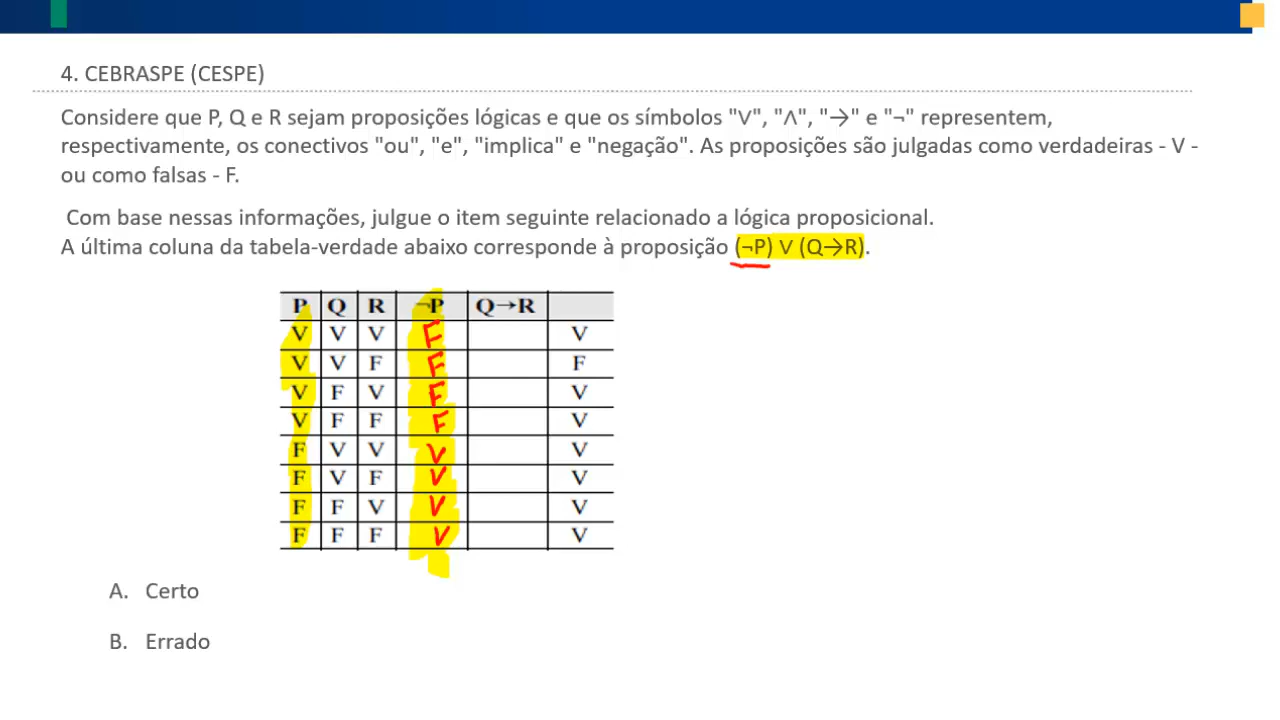 4. CEBRASPE (CESPE)
Considere que P, Q e R sejam proposições lógicas e que os símbolos "∨", "∧", "→" e "¬" representem,
respectivamente, os conectivos "ou", "e", "implica" e "negação". As proposições são julgadas como verdadeiras - V -
ou como falsas - F.
Com base nessas informações, julgue o item seguinte relacionado a lógica proposicional.
A última coluna da tabela-verdade abaixo corresponde à proposição (¬P) ∨ (Q→R).
P Q R ¬P Q→R
V V V F V
V V F F F
V F V F V
V F F F V
F V V V V
F V F V V
F F V V V
F F F V V
A. Certo
B. Errado